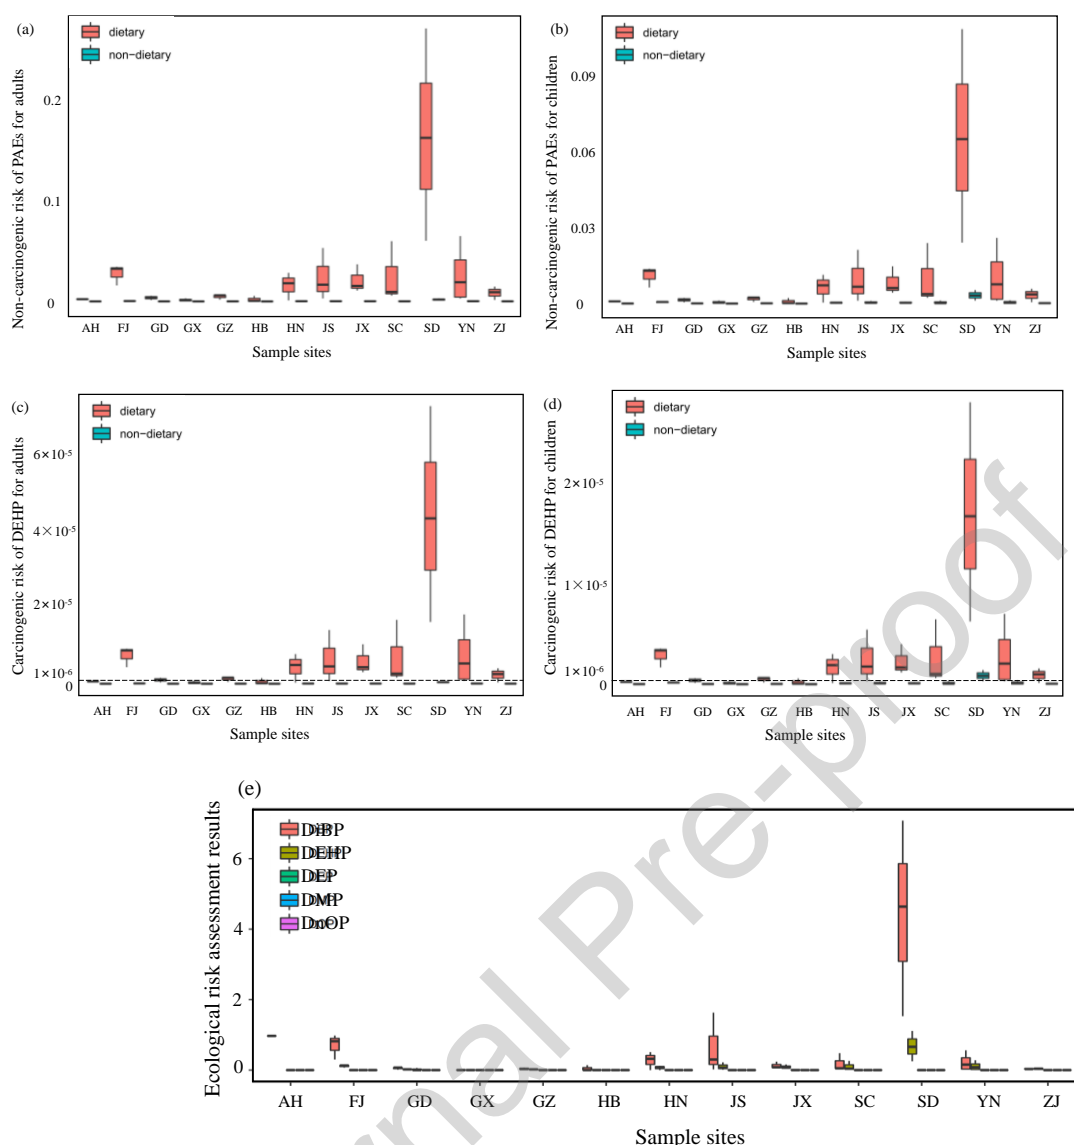 (a)
dietary
non-dietary
Non-carcinogenic risk of PAEs for adults
0.2
0.1
0
AH FJ GD GX GZ HB HN JS JX SC SD YN ZJ
Sample sites
(b)
dietary
non-dietary
Non-carcinogenic risk of PAEs for children
0.09
0.06
0.03
0
AH FJ GD GX GZ HB HN JS JX SC SD YN ZJ
Sample sites
(c)
dietary
non-dietary
Carcinogenic risk of DEHP for adults
6×10⁻⁵
4×10⁻⁵
2×10⁻⁵
1×10⁻⁶
0
AH FJ GD GX GZ HB HN JS JX SC SD YN ZJ
Sample sites
(d)
dietary
non-dietary
Carcinogenic risk of DEHP for children
2×10⁻⁵
1×10⁻⁵
1×10⁻⁶
0
AH FJ GD GX GZ HB HN JS JX SC SD YN ZJ
Sample sites
(e)
DiBP
DEHP
DEP
DMP
DnOP
Ecological risk assessment results
6
4
2
0
AH FJ GD GX GZ HB HN JS JX SC SD YN ZJ
Sample sites
rnal Pre-proof